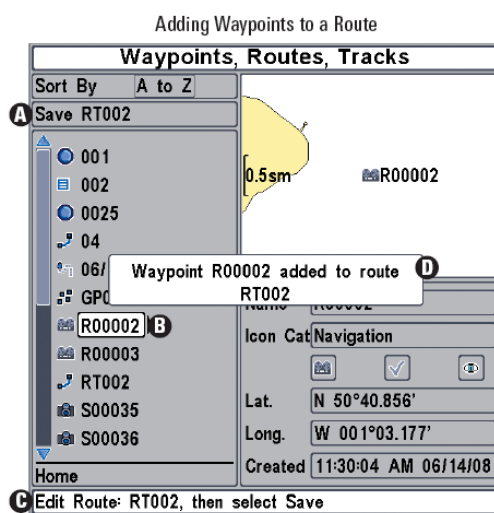 Adding Waypoints to a Route
Waypoints, Routes, Tracks
Sort By A to Z
A Save RT002
001
002
0025
04
06/
GP0
R00002 B
R00003
RT002
S00035
S00036
Home
0.5sm
R00002
Waypoint R00002 added to route
RT002
D
Icon Cat Navigation
Lat. N 50°40.856'
Long. W 001°03.177'
Created 11:30:04 AM 06/14/08
C Edit Route: RT002, then select Save